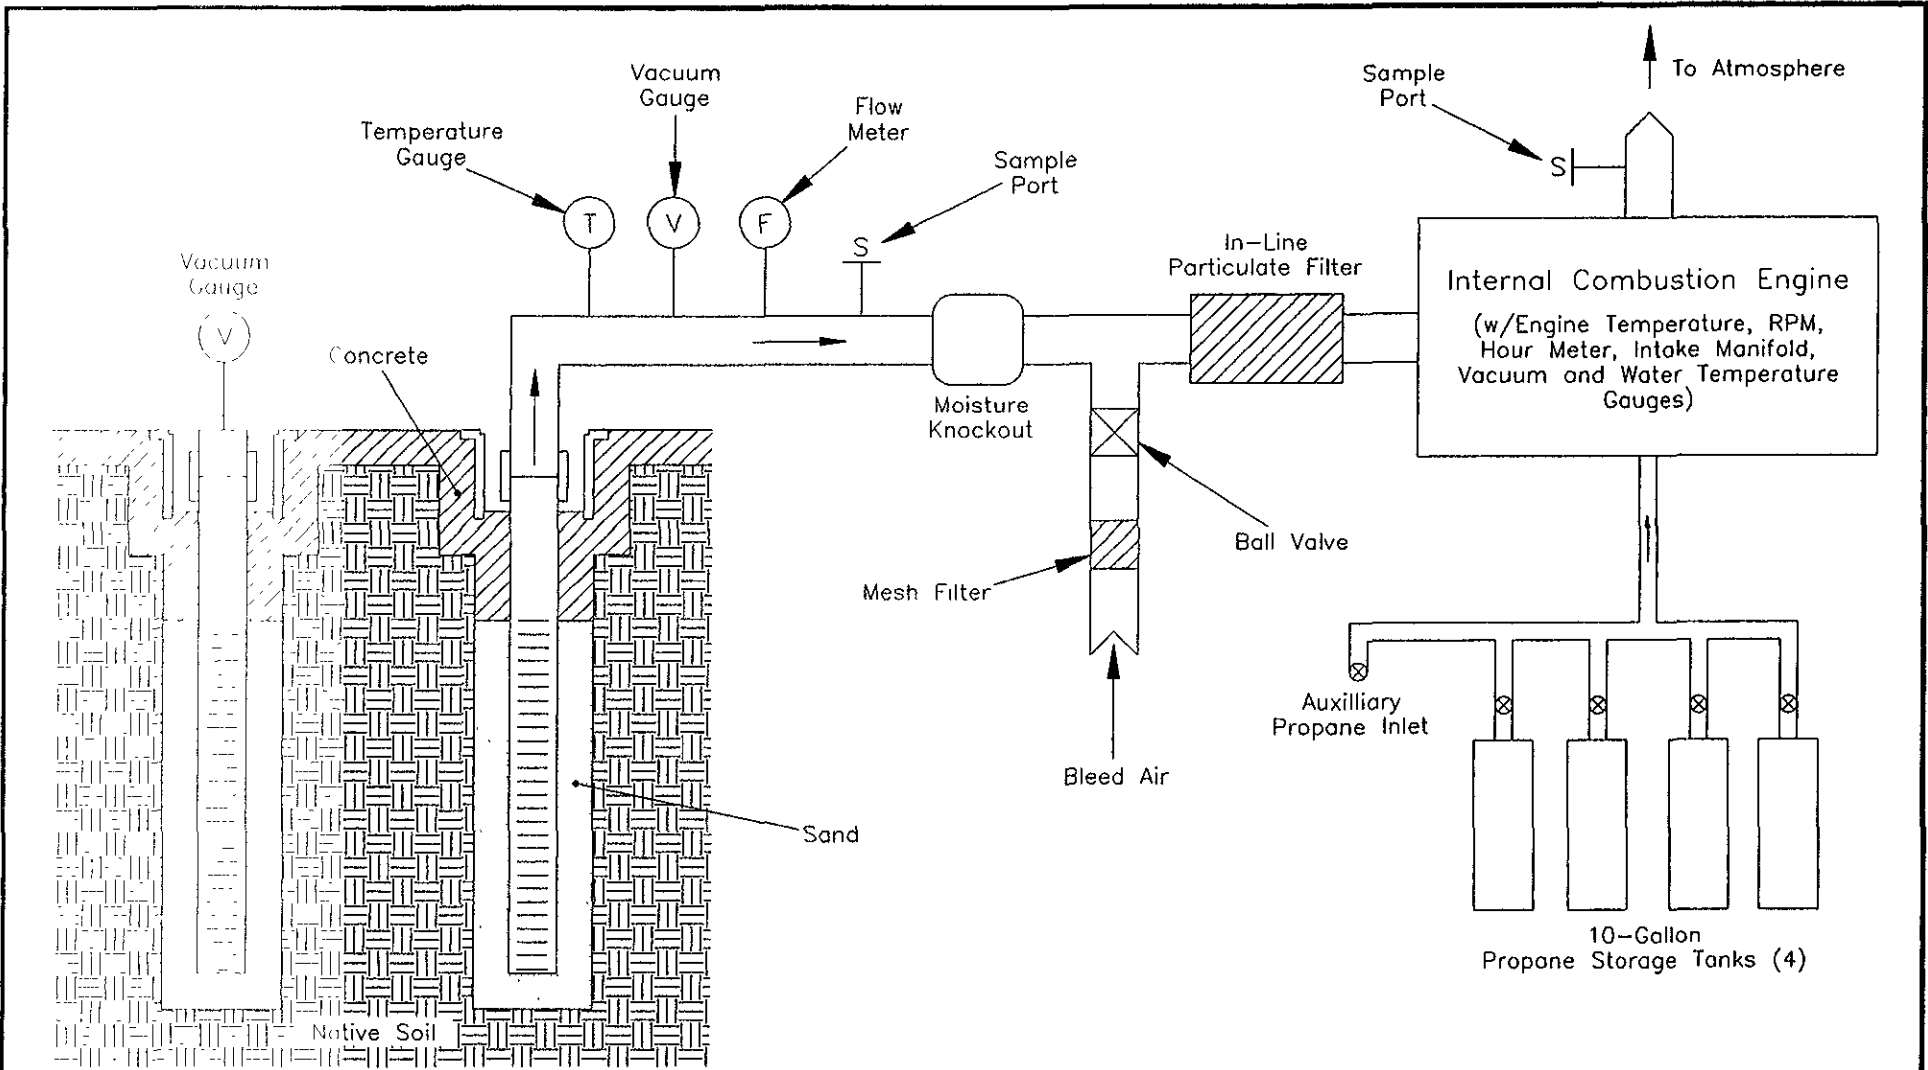 To Atmosphere
Sample
Port
S
Vacuum
Gauge
Flow
Meter
Temperature
Gauge
Sample
Port
T
V
F
S
Vacuum
Gauge
V
Concrete
In-Line
Particulate Filter
Internal Combustion Engine
(w/Engine Temperature, RPM,
Hour Meter, Intake Manifold,
Vacuum and Water Temperature
Gauges)
Moisture
Knockout
Ball Valve
Mesh Filter
Auxilliary
Propane Inlet
Bleed Air
Sand
10-Gallon
Propane Storage Tanks (4)
Native Soil